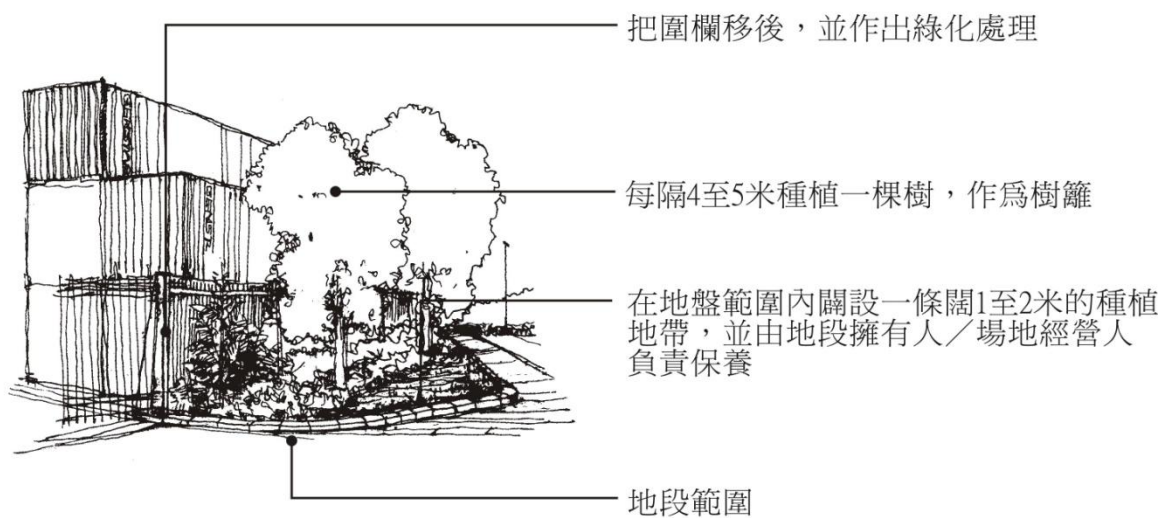 把圍欄移後，並作出綠化處理
每隔4至5米種植一棵樹，作爲樹籬
在地盤範圍內闢設一條闊1至2米的種植
地帶，並由地段擁有人／場地經營人
負責保養
地段範圍